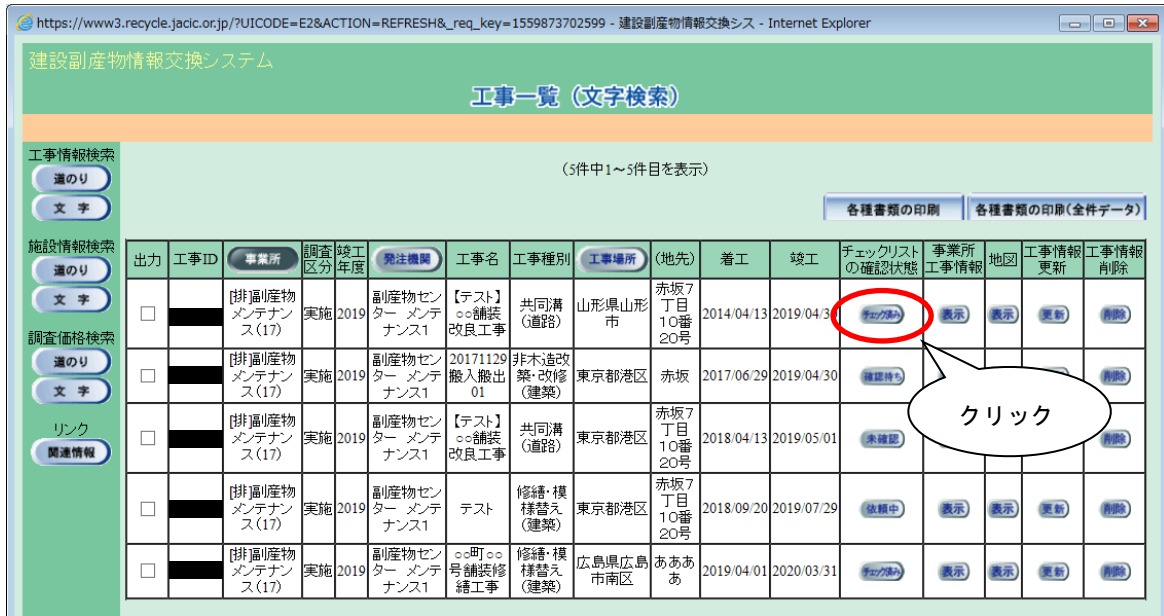 https://www3.recycle.jacic.or.jp/?UICODE=E2&ACTION=REFRESH&_req_key=1559873702599 - 建設副産物情報交換シス - Internet Explorer
建設副産物情報交換システム
工事一覧（文字検索）
工事情報検索
道のり
文 字
施設情報検索
道のり
文 字
調査価格検索
道のり
文 字
リンク
関連情報
（5件中1～5件目を表示）
各種書類の印刷 各種書類の印刷(全件データ)
出力 工事ID 事業所 調査区分 竣工年度 発注機関 工事名 工事種別 工事場所 (地先) 着工 竣工 チェックリストの確認状態 事業所工事情報 地図 工事情報更新 工事情報削除
[排]副産物メンテナンス(17) 実施 2019 副産物センター メンテナンス1 【テスト】○○舗装改良工事 共同溝(道路) 山形県山形市 赤坂7丁目10番20号 2014/04/13 2019/04/30 チェック済み 表示 表示 更新 削除
[排]副産物メンテナンス(17) 実施 2019 副産物センター メンテナンス1 20171129搬入搬出01 非木造改築・改修(建築) 東京都港区 赤坂 2017/06/29 2019/04/30 確認待ち 削除
[排]副産物メンテナンス(17) 実施 2019 副産物センター メンテナンス1 【テスト】○○舗装改良工事 共同溝(道路) 東京都港区 赤坂7丁目10番20号 2018/04/13 2019/05/01 未確認 削除
[排]副産物メンテナンス(17) 実施 2019 副産物センター メンテナンス1 テスト 修繕・模様替え(建築) 東京都港区 赤坂7丁目10番20号 2018/09/20 2019/07/29 依頼中 表示 表示 更新 削除
[排]副産物メンテナンス(17) 実施 2019 副産物センター メンテナンス1 ○○町○○号舗装修繕工事 修繕・模様替え(建築) 広島県広島市南区 ああああ 2019/04/01 2020/03/31 チェック済み 表示 表示 更新 削除
クリック